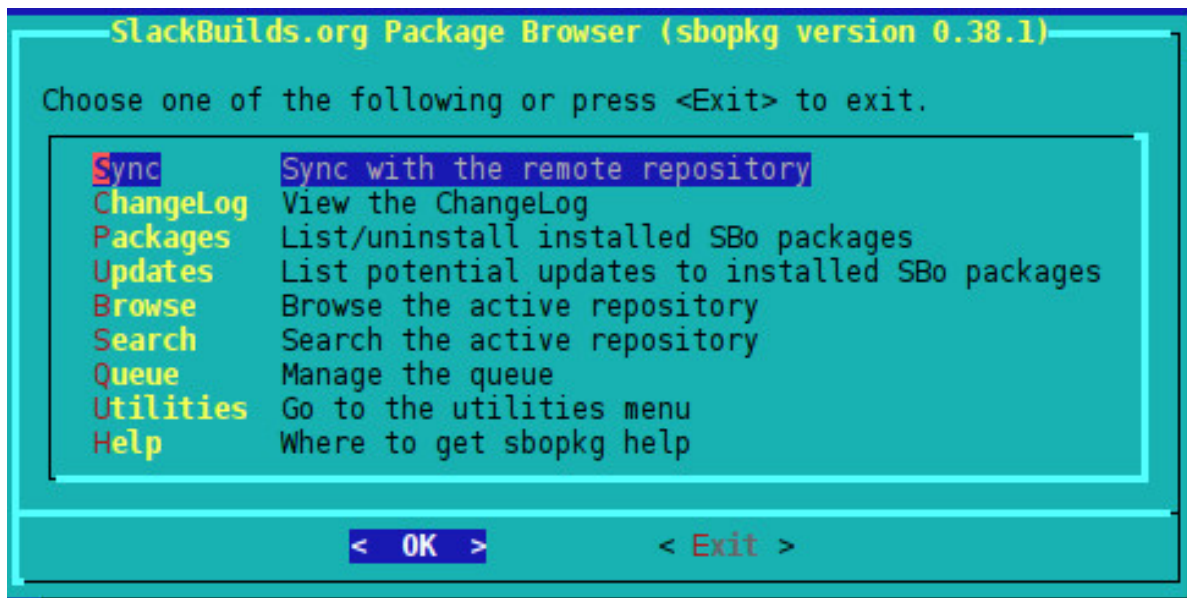 SlackBuilds.org Package Browser (sbopkg version 0.38.1)
Choose one of the following or press <Exit> to exit.
Sync Sync with the remote repository
ChangeLog View the ChangeLog
Packages List/uninstall installed SBo packages
Updates List potential updates to installed SBo packages
Browse Browse the active repository
Search Search the active repository
Queue Manage the queue
Utilities Go to the utilities menu
Help Where to get sbopkg help
< OK > < Exit >